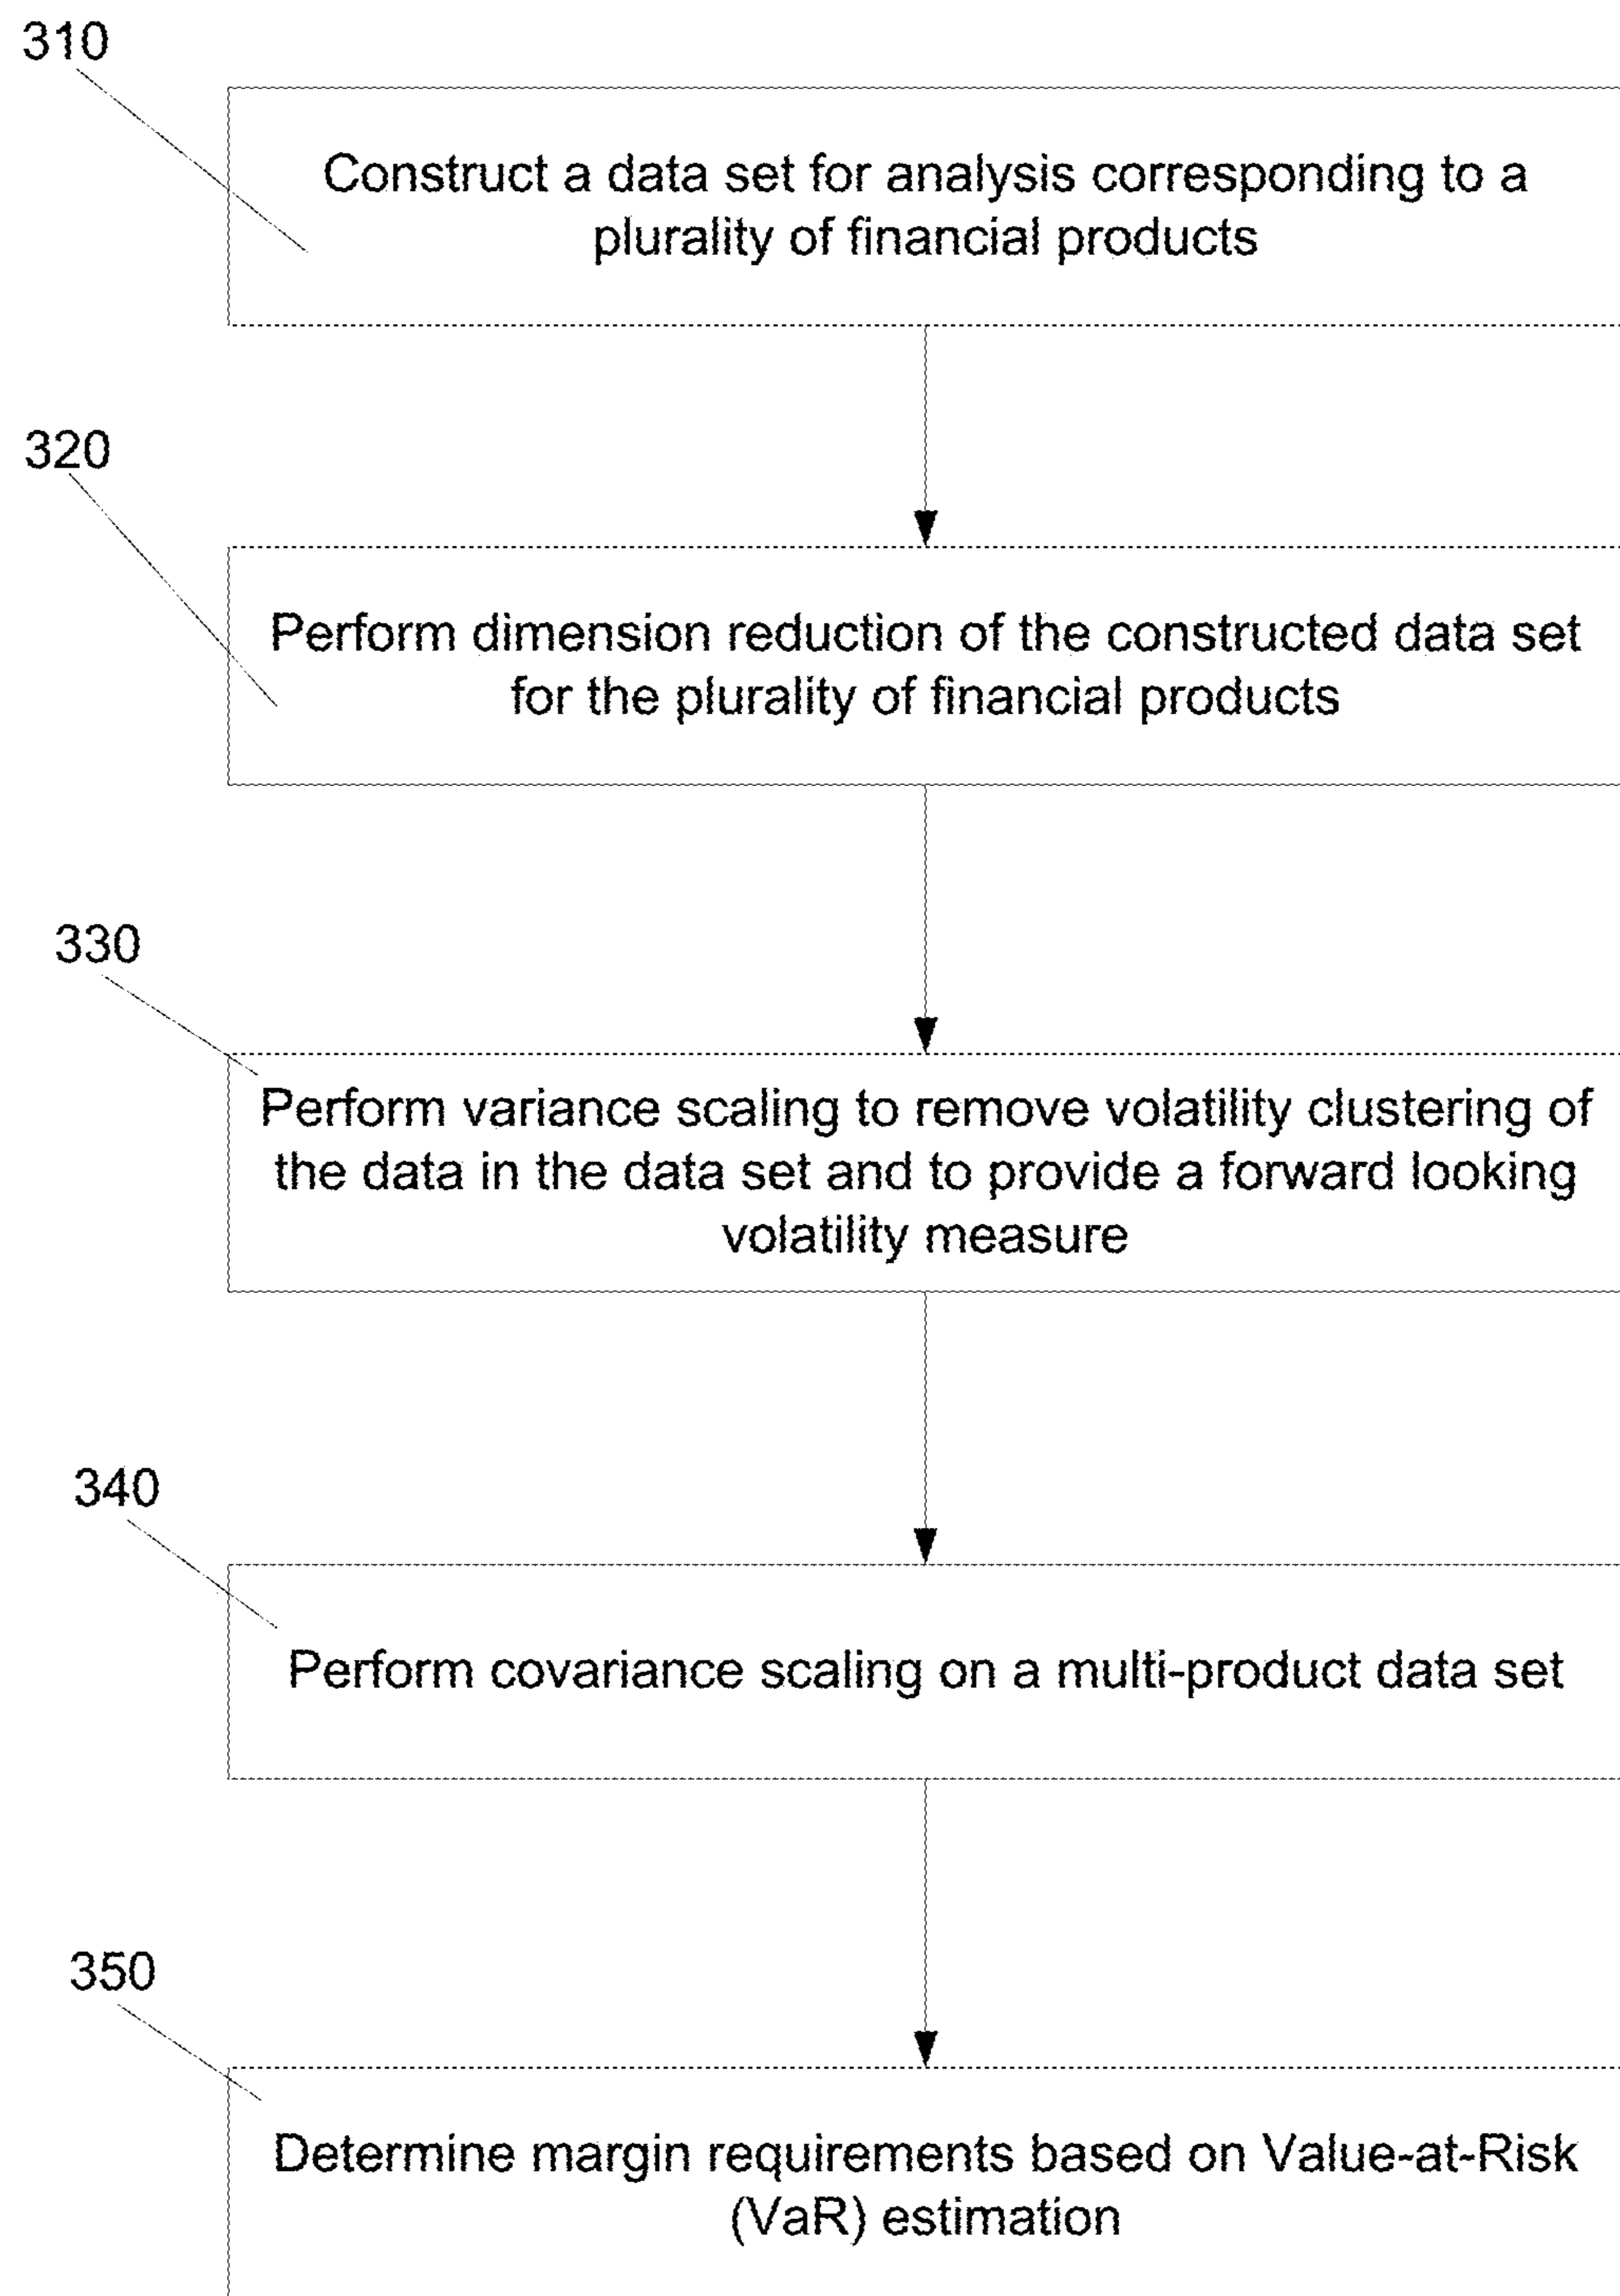 310
Construct a data set for analysis corresponding to a
plurality of financial products
320
Perform dimension reduction of the constructed data set
for the plurality of financial products
330
Perform variance scaling to remove volatility clustering of
the data in the data set and to provide a forward looking
volatility measure
340
Perform covariance scaling on a multi-product data set
350
Determine margin requirements based on Value-at-Risk
(VaR) estimation